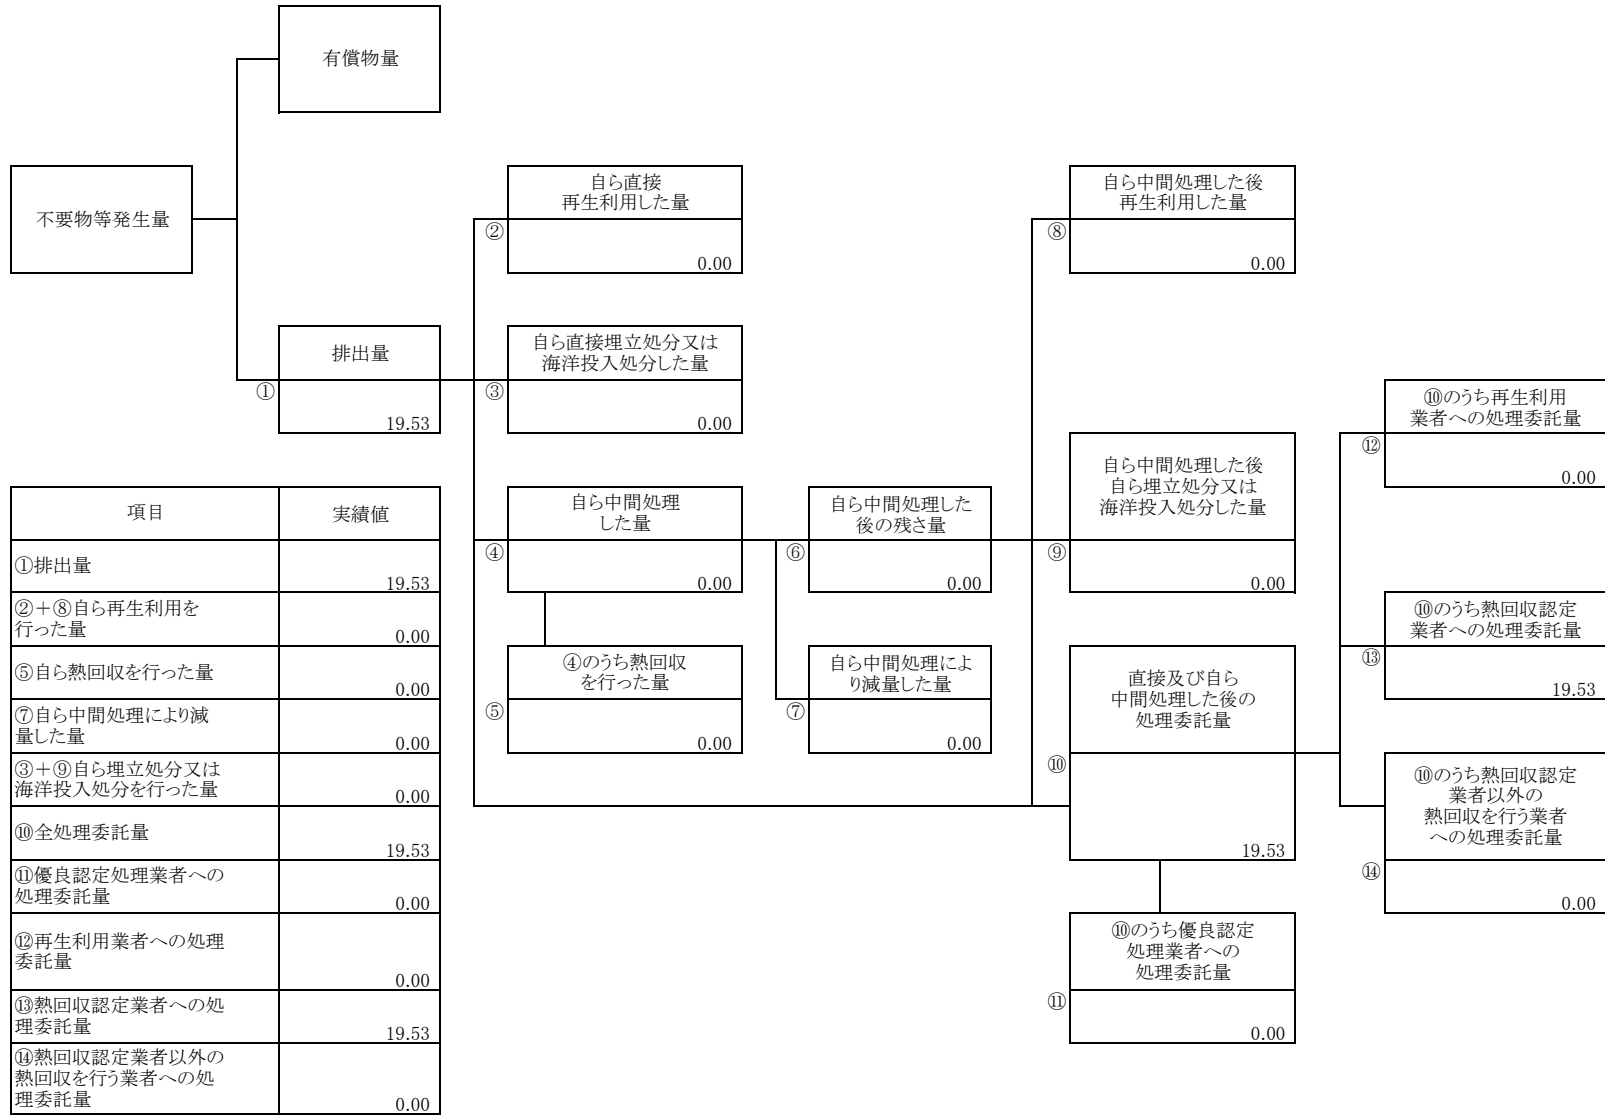 有償物量
不要物等発生量
自ら直接
再生利用した量
②
0.00
自ら中間処理した後
再生利用した量
⑧
0.00
排出量
①
19.53
自ら直接埋立処分又は
海洋投入処分した量
③
0.00
⑩のうち再生利用
業者への処理委託量
⑫
0.00
自ら中間処理した後
自ら埋立処分又は
海洋投入処分した量
⑨
0.00
自ら中間処理
した量
④
0.00
自ら中間処理した
後の残さ量
⑥
0.00
⑩のうち熱回収認定
業者への処理委託量
⑬
19.53
④のうち熱回収
を行った量
⑤
0.00
自ら中間処理によ
り減量した量
⑦
0.00
直接及び自ら
中間処理した後の
処理委託量
⑩
19.53
⑩のうち熱回収認定
業者以外の
熱回収を行う業者
への処理委託量
⑭
0.00
⑩のうち優良認定
処理業者への
処理委託量
⑪
0.00
項目 実績値
①排出量
19.53
②＋⑧自ら再生利用を
行った量
0.00
⑤自ら熱回収を行った量
0.00
⑦自ら中間処理により減
量した量
0.00
③＋⑨自ら埋立処分又は
海洋投入処分を行った量
0.00
⑩全処理委託量
19.53
⑪優良認定処理業者への
処理委託量
0.00
⑫再生利用業者への処理
委託量
0.00
⑬熱回収認定業者への処
理委託量
19.53
⑭熱回収認定業者以外の
熱回収を行う業者への処
理委託量
0.00